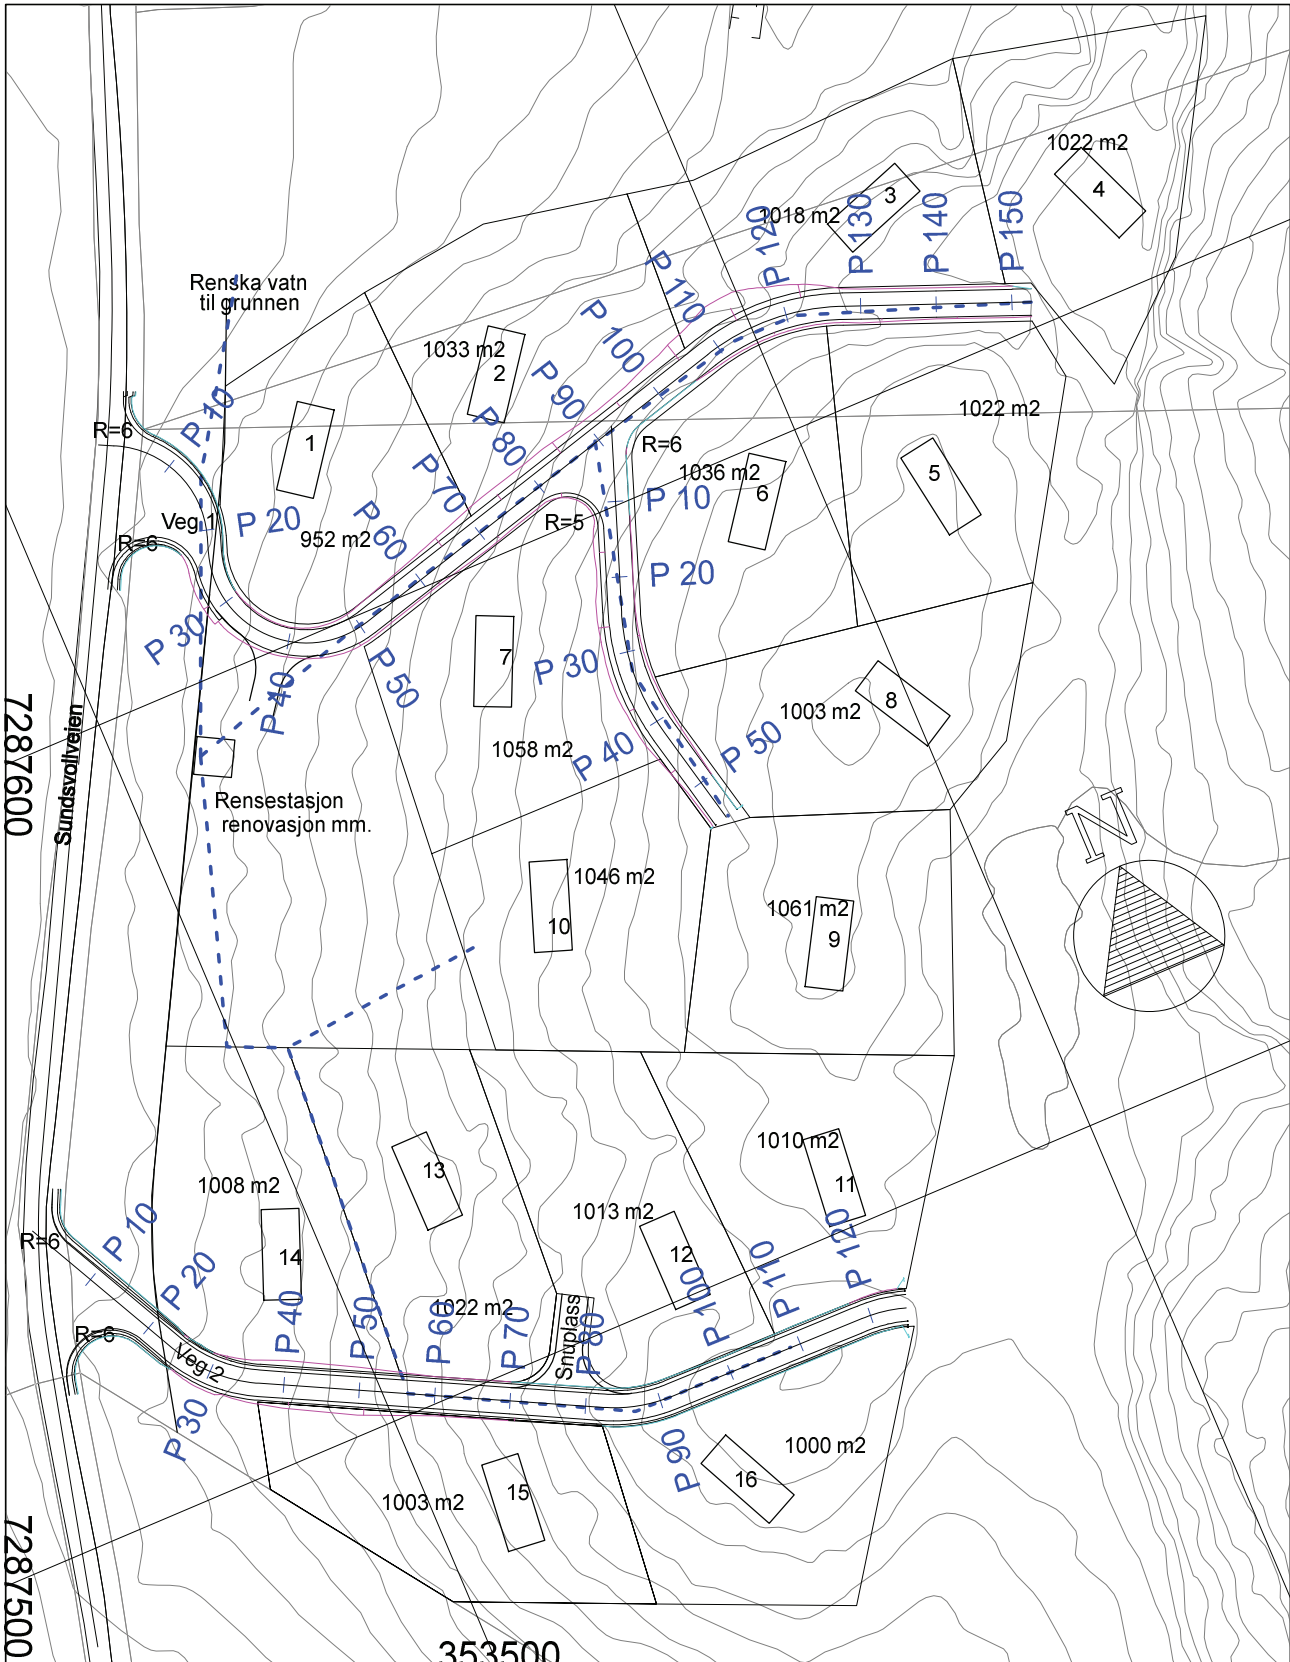 1022 m2
4
3
1018 m2
P 120
P 130
P 140
P 150
Renska vatn
til grunnen
P 110
P 100
1033 m2
2
P 90
P 10
R=6
1
P 80
R=6
1036 m2
6
1022 m2
5
P 70
P 10
Veg 1
P 20
952 m2
P 60
R=5
R=6
P 20
P 30
7
P 30
P 50
P 40
8
1003 m2
1058 m2
P 40
P 50
7287600
Sundsvollveien
Rensestasjon
renovasjon mm.
N
1046 m2
10
1061 m2
9
13
1010 m2
11
1008 m2
14
1013 m2
12
R=6
P 10
P 20
P 40
P 50
1022 m2
P 60
P 70
Snuplass
P 80
P 100
P 110
P 120
R=6
Veg 2
P 30
P 90
1000 m2
16
15
1003 m2
7287500
353500